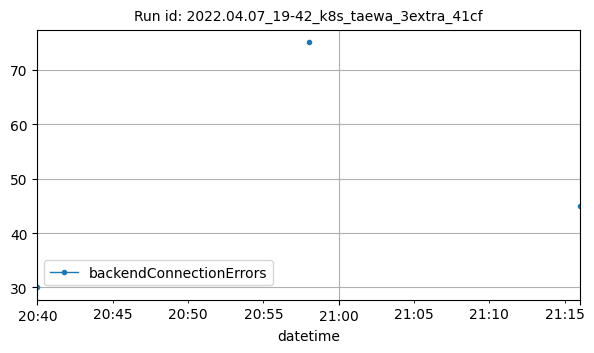 Run id: 2022.04.07_19-42_k8s_taewa_3extra_41cf
70
60
50
40
30
backendConnectionErrors
20:40 20:45 20:50 20:55 21:00 21:05 21:10 21:15
datetime